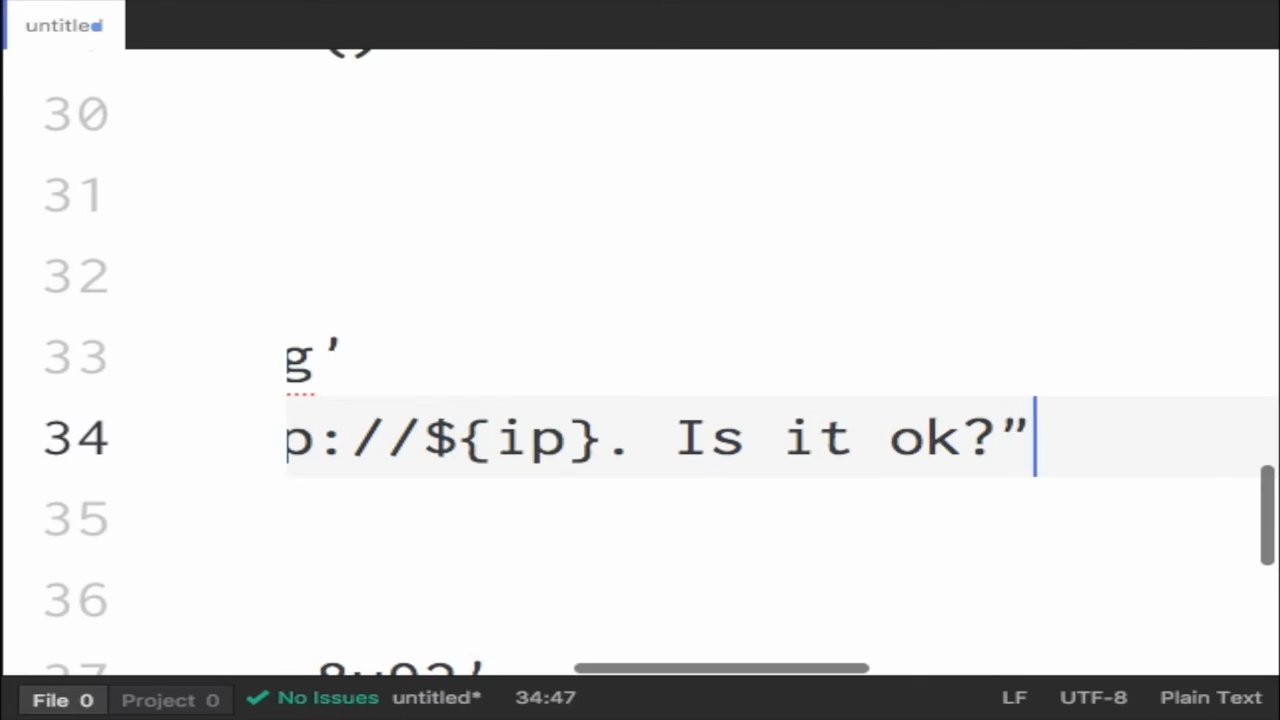 untitled
30
31
32
33 g’
34 p://${ip}. Is it ok?”
35
36
File 0 Project 0 No Issues untitled* 34:47 LF UTF-8 Plain Text